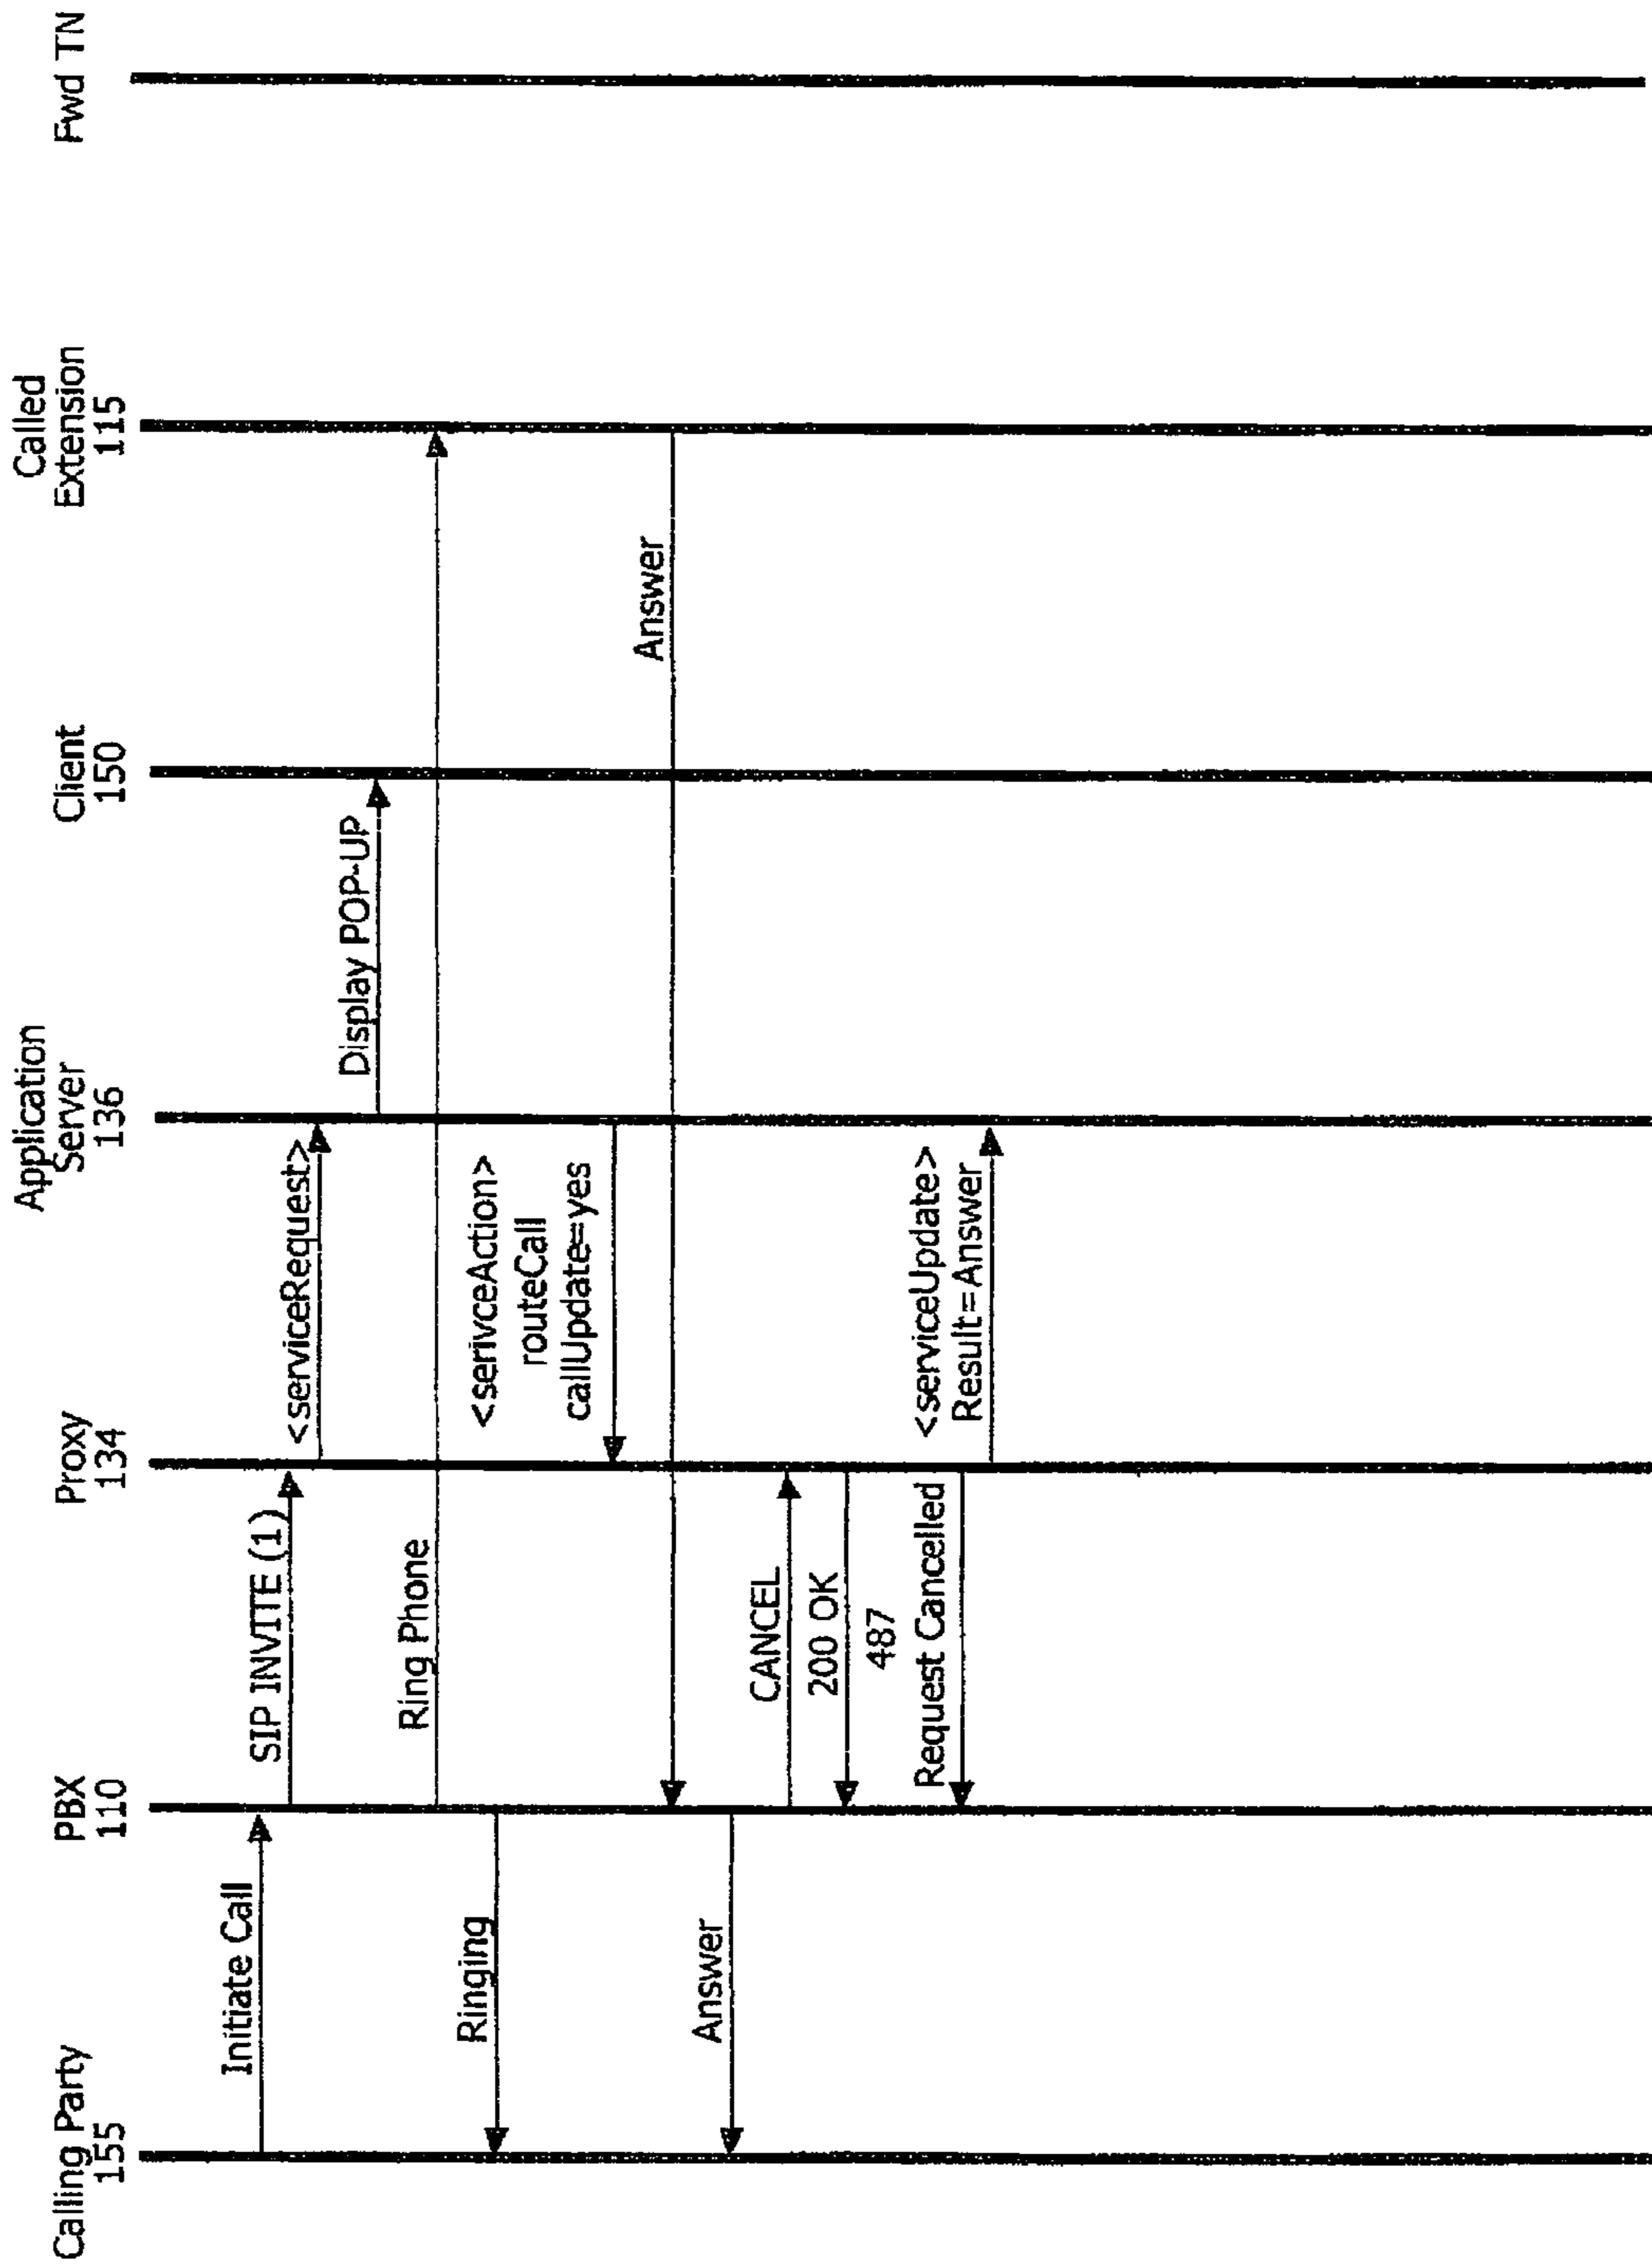 Calling Party
155
PBX
110
Proxy
134
Application
Server
136
Client
150
Called
Extension
115
Fwd TN
Initiate Call
SIP INVITE (1)
<serviceRequest>
Display POP-UP
Ring Phone
Ringing
<serivceAction>
routeCall
callUpdate=yes
Answer
Answer
CANCEL
200 OK
487
Request Cancelled
<serviceUpdate>
Result=Answer